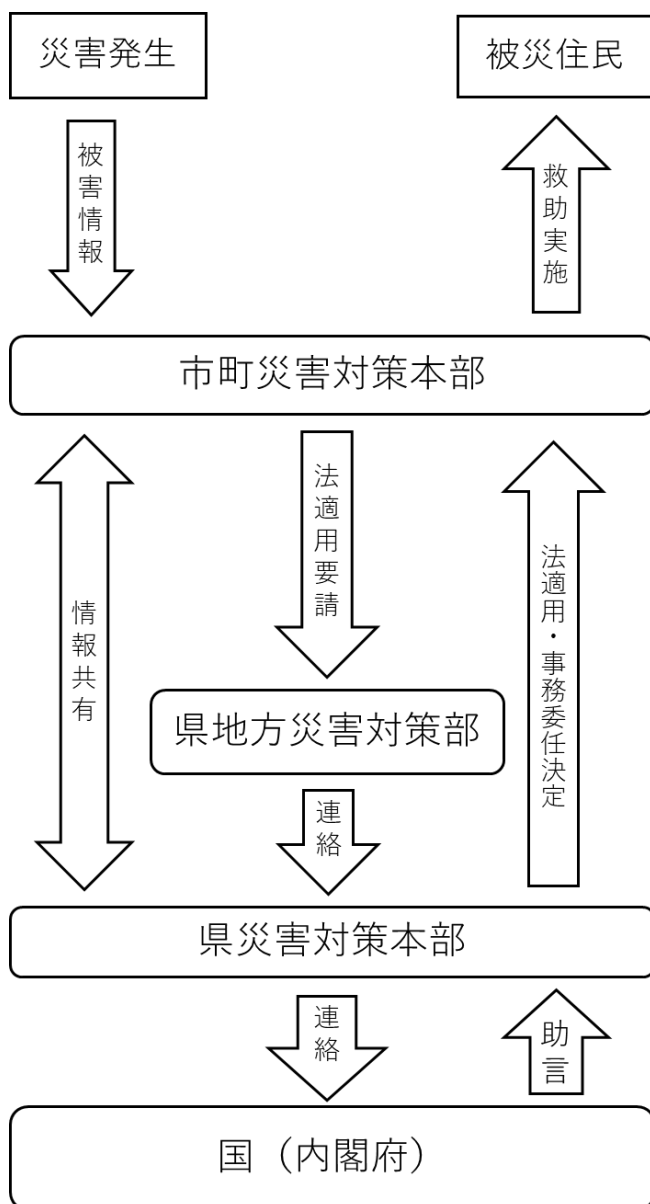 災害発生
被災住民
被害情報
救助実施
市町災害対策本部
情報共有
法適用要請
法適用・事務委任決定
県地方災害対策部
連絡
県災害対策本部
連絡
助言
国（内閣府）